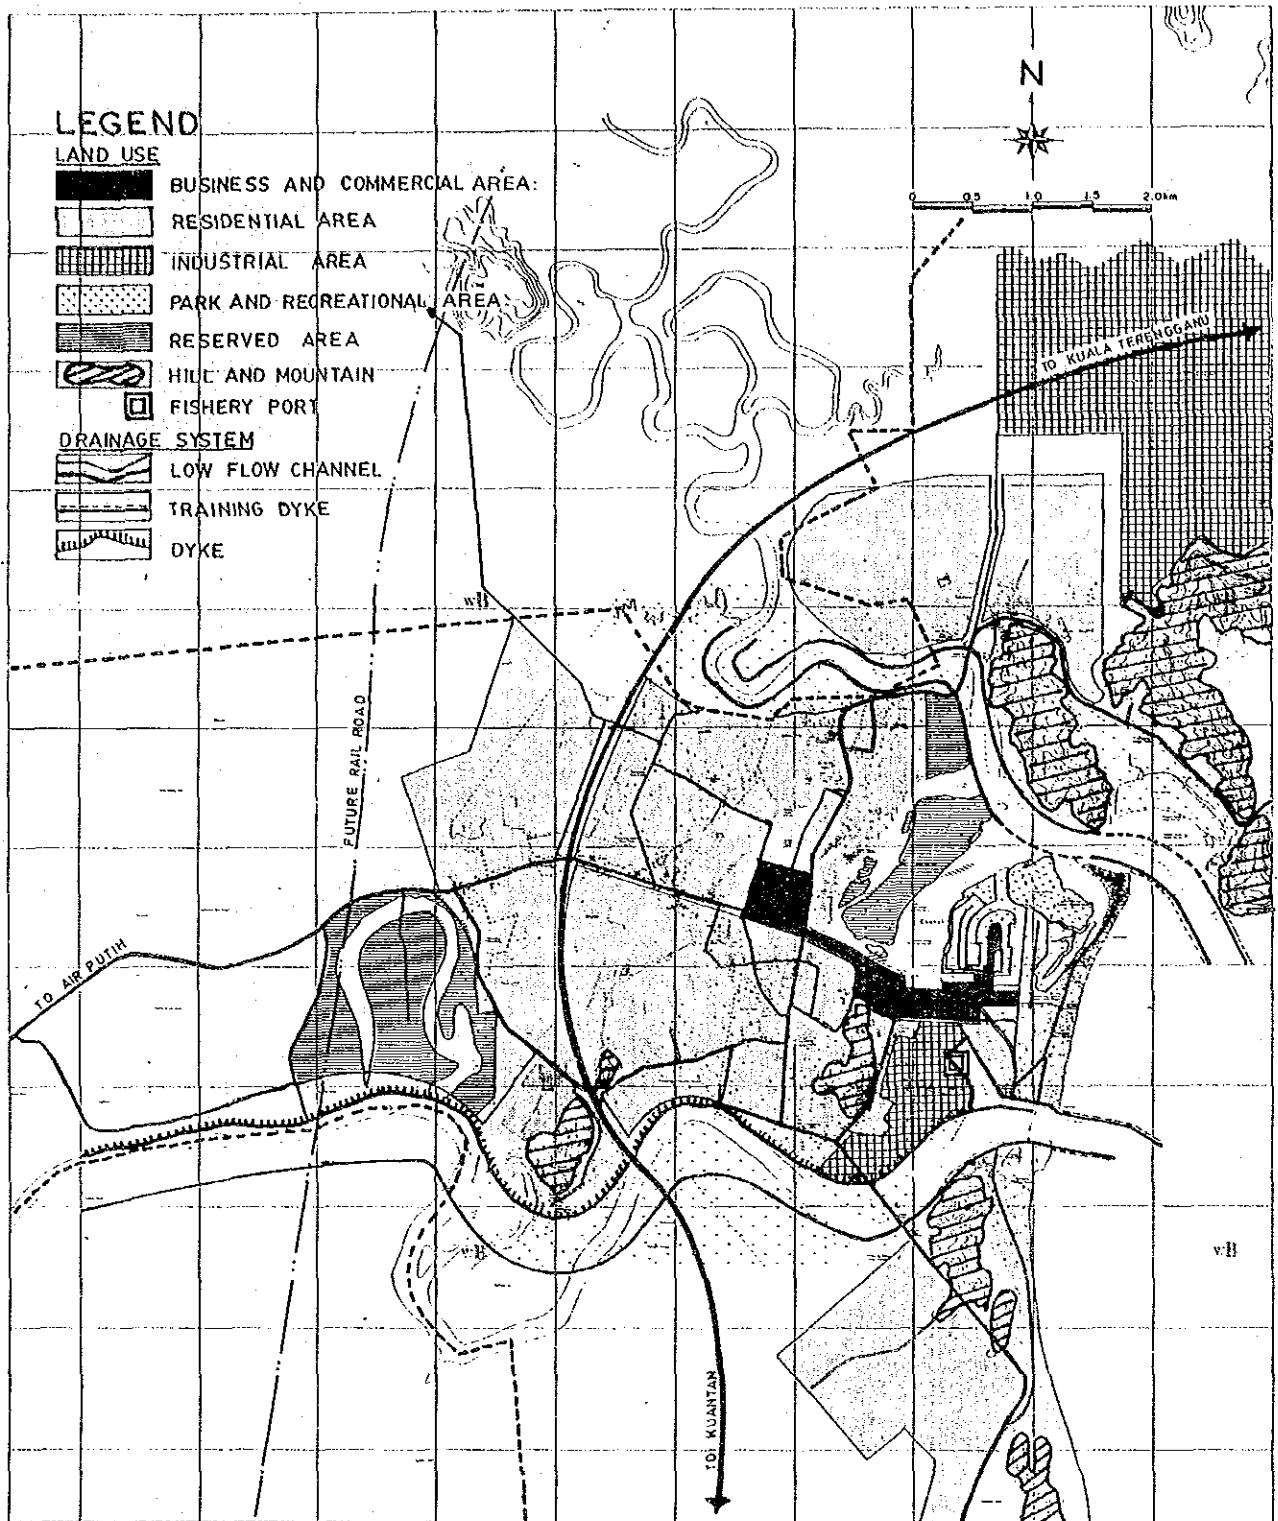 N
LEGEND
LAND USE
BUSINESS AND COMMERCIAL AREA:
RESIDENTIAL AREA
INDUSTRIAL AREA
PARK AND RECREATIONAL AREA:
RESERVED AREA
HILL AND MOUNTAIN
FISHERY PORT
DRAINAGE SYSTEM
LOW FLOW CHANNEL
TRAINING DYKE
DYKE
0 0.5 1.0 1.5 2.0km
TO KUALA TERENGGANU
FUTURE RAIL ROAD
TO AIR PUTIH
TO KUANTAN